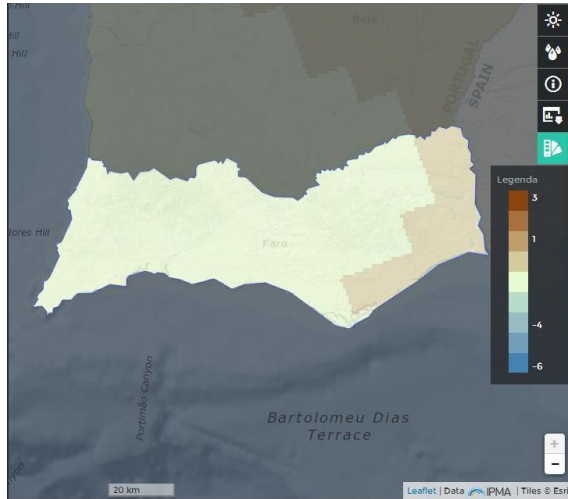 Beja
Hill
Hill
PORTUGAL
SPAIN
Legenda
3
1
-4
-6
ores Hill
Faro
Portimão Canyon
Bartolomeu Dias
Terrace
nyon
20 km
+
−
Leaflet | Data IPMA | Tiles © Esri